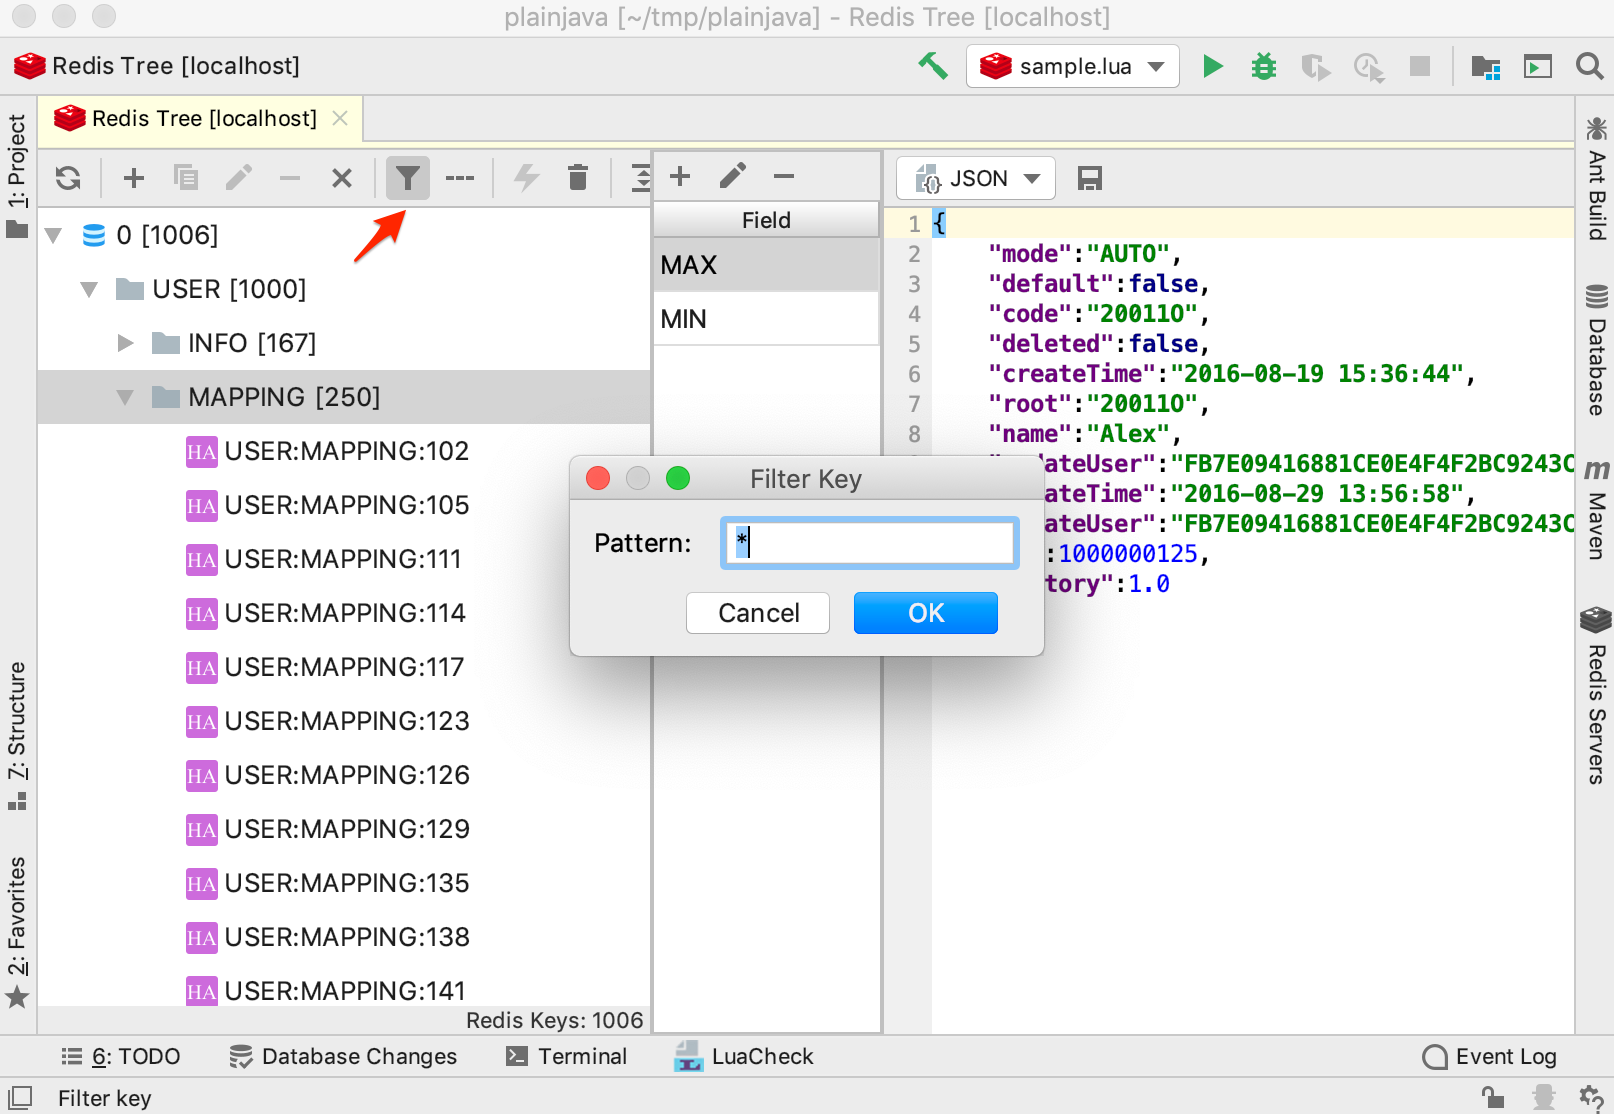 plainjava [~/tmp/plainjava] - Redis Tree [localhost]
Redis Tree [localhost]
sample.lua
Redis Tree [localhost]
1: Project
7: Structure
2: Favorites
0 [1006]
USER [1000]
INFO [167]
MAPPING [250]
HA USER:MAPPING:102
HA USER:MAPPING:105
HA USER:MAPPING:111
HA USER:MAPPING:114
HA USER:MAPPING:117
HA USER:MAPPING:123
HA USER:MAPPING:126
HA USER:MAPPING:129
HA USER:MAPPING:135
HA USER:MAPPING:138
HA USER:MAPPING:141
Redis Keys: 1006
Field
MAX
MIN
JSON
1 {
2 "mode":"AUTO",
3 "default":false,
4 "code":"20011O",
5 "deleted":false,
6 "createTime":"2016-08-19 15:36:44",
7 "root":"20011O",
8 "name":"Alex",
ateUser":"FB7E09416881CE0E4F4F2BC9243C
ateTime":"2016-08-29 13:56:58",
ateUser":"FB7E09416881CE0E4F4F2BC9243C
:1000000125,
tory":1.0
Filter Key
Pattern: *
Cancel
OK
Ant Build
Database
m Maven
Redis Servers
6: TODO
Database Changes
Terminal
LuaCheck
Event Log
Filter key